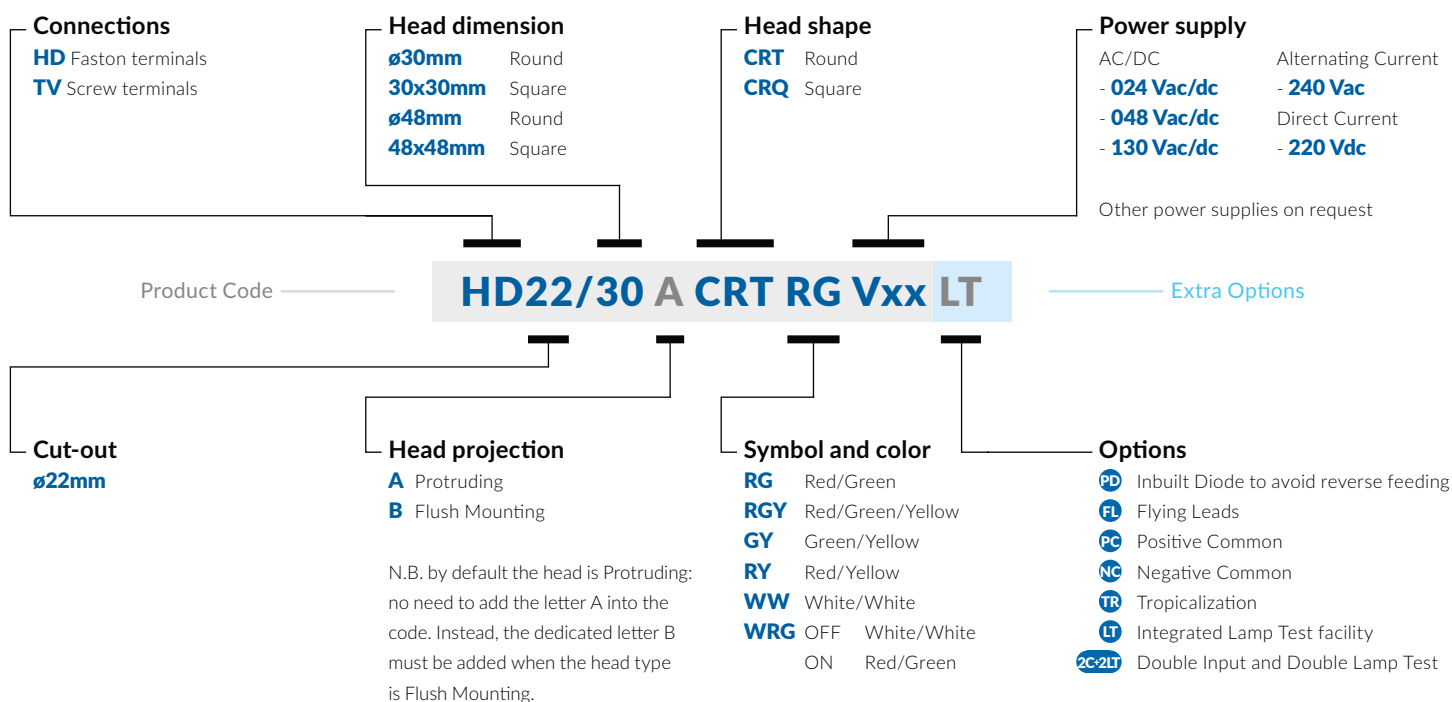 Connections
HD Faston terminals
TV Screw terminals
Head dimension
ø30mm Round
30x30mm Square
ø48mm Round
48x48mm Square
Head shape
CRT Round
CRQ Square
Power supply
AC/DC Alternating Current
- 024 Vac/dc - 240 Vac
- 048 Vac/dc Direct Current
- 130 Vac/dc - 220 Vdc
Other power supplies on request
Product Code HD22/30 A CRT RG Vxx LT Extra Options
Cut-out
ø22mm
Head projection
A Protruding
B Flush Mounting
N.B. by default the head is Protruding:
no need to add the letter A into the
code. Instead, the dedicated letter B
must be added when the head type
is Flush Mounting.
Symbol and color
RG Red/Green
RGY Red/Green/Yellow
GY Green/Yellow
RY Red/Yellow
WW White/White
WRG OFF White/White
ON Red/Green
Options
PD Inbuilt Diode to avoid reverse feeding
FL Flying Leads
PC Positive Common
NC Negative Common
TR Tropicalization
LT Integrated Lamp Test facility
2C+2LT Double Input and Double Lamp Test